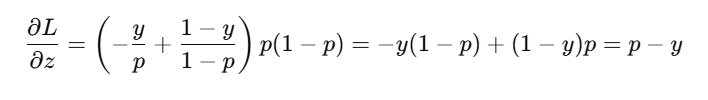 ∂L/∂z = (−y/p + (1 − y)/(1 − p)) p(1 − p) = −y(1 − p) + (1 − y)p = p − y